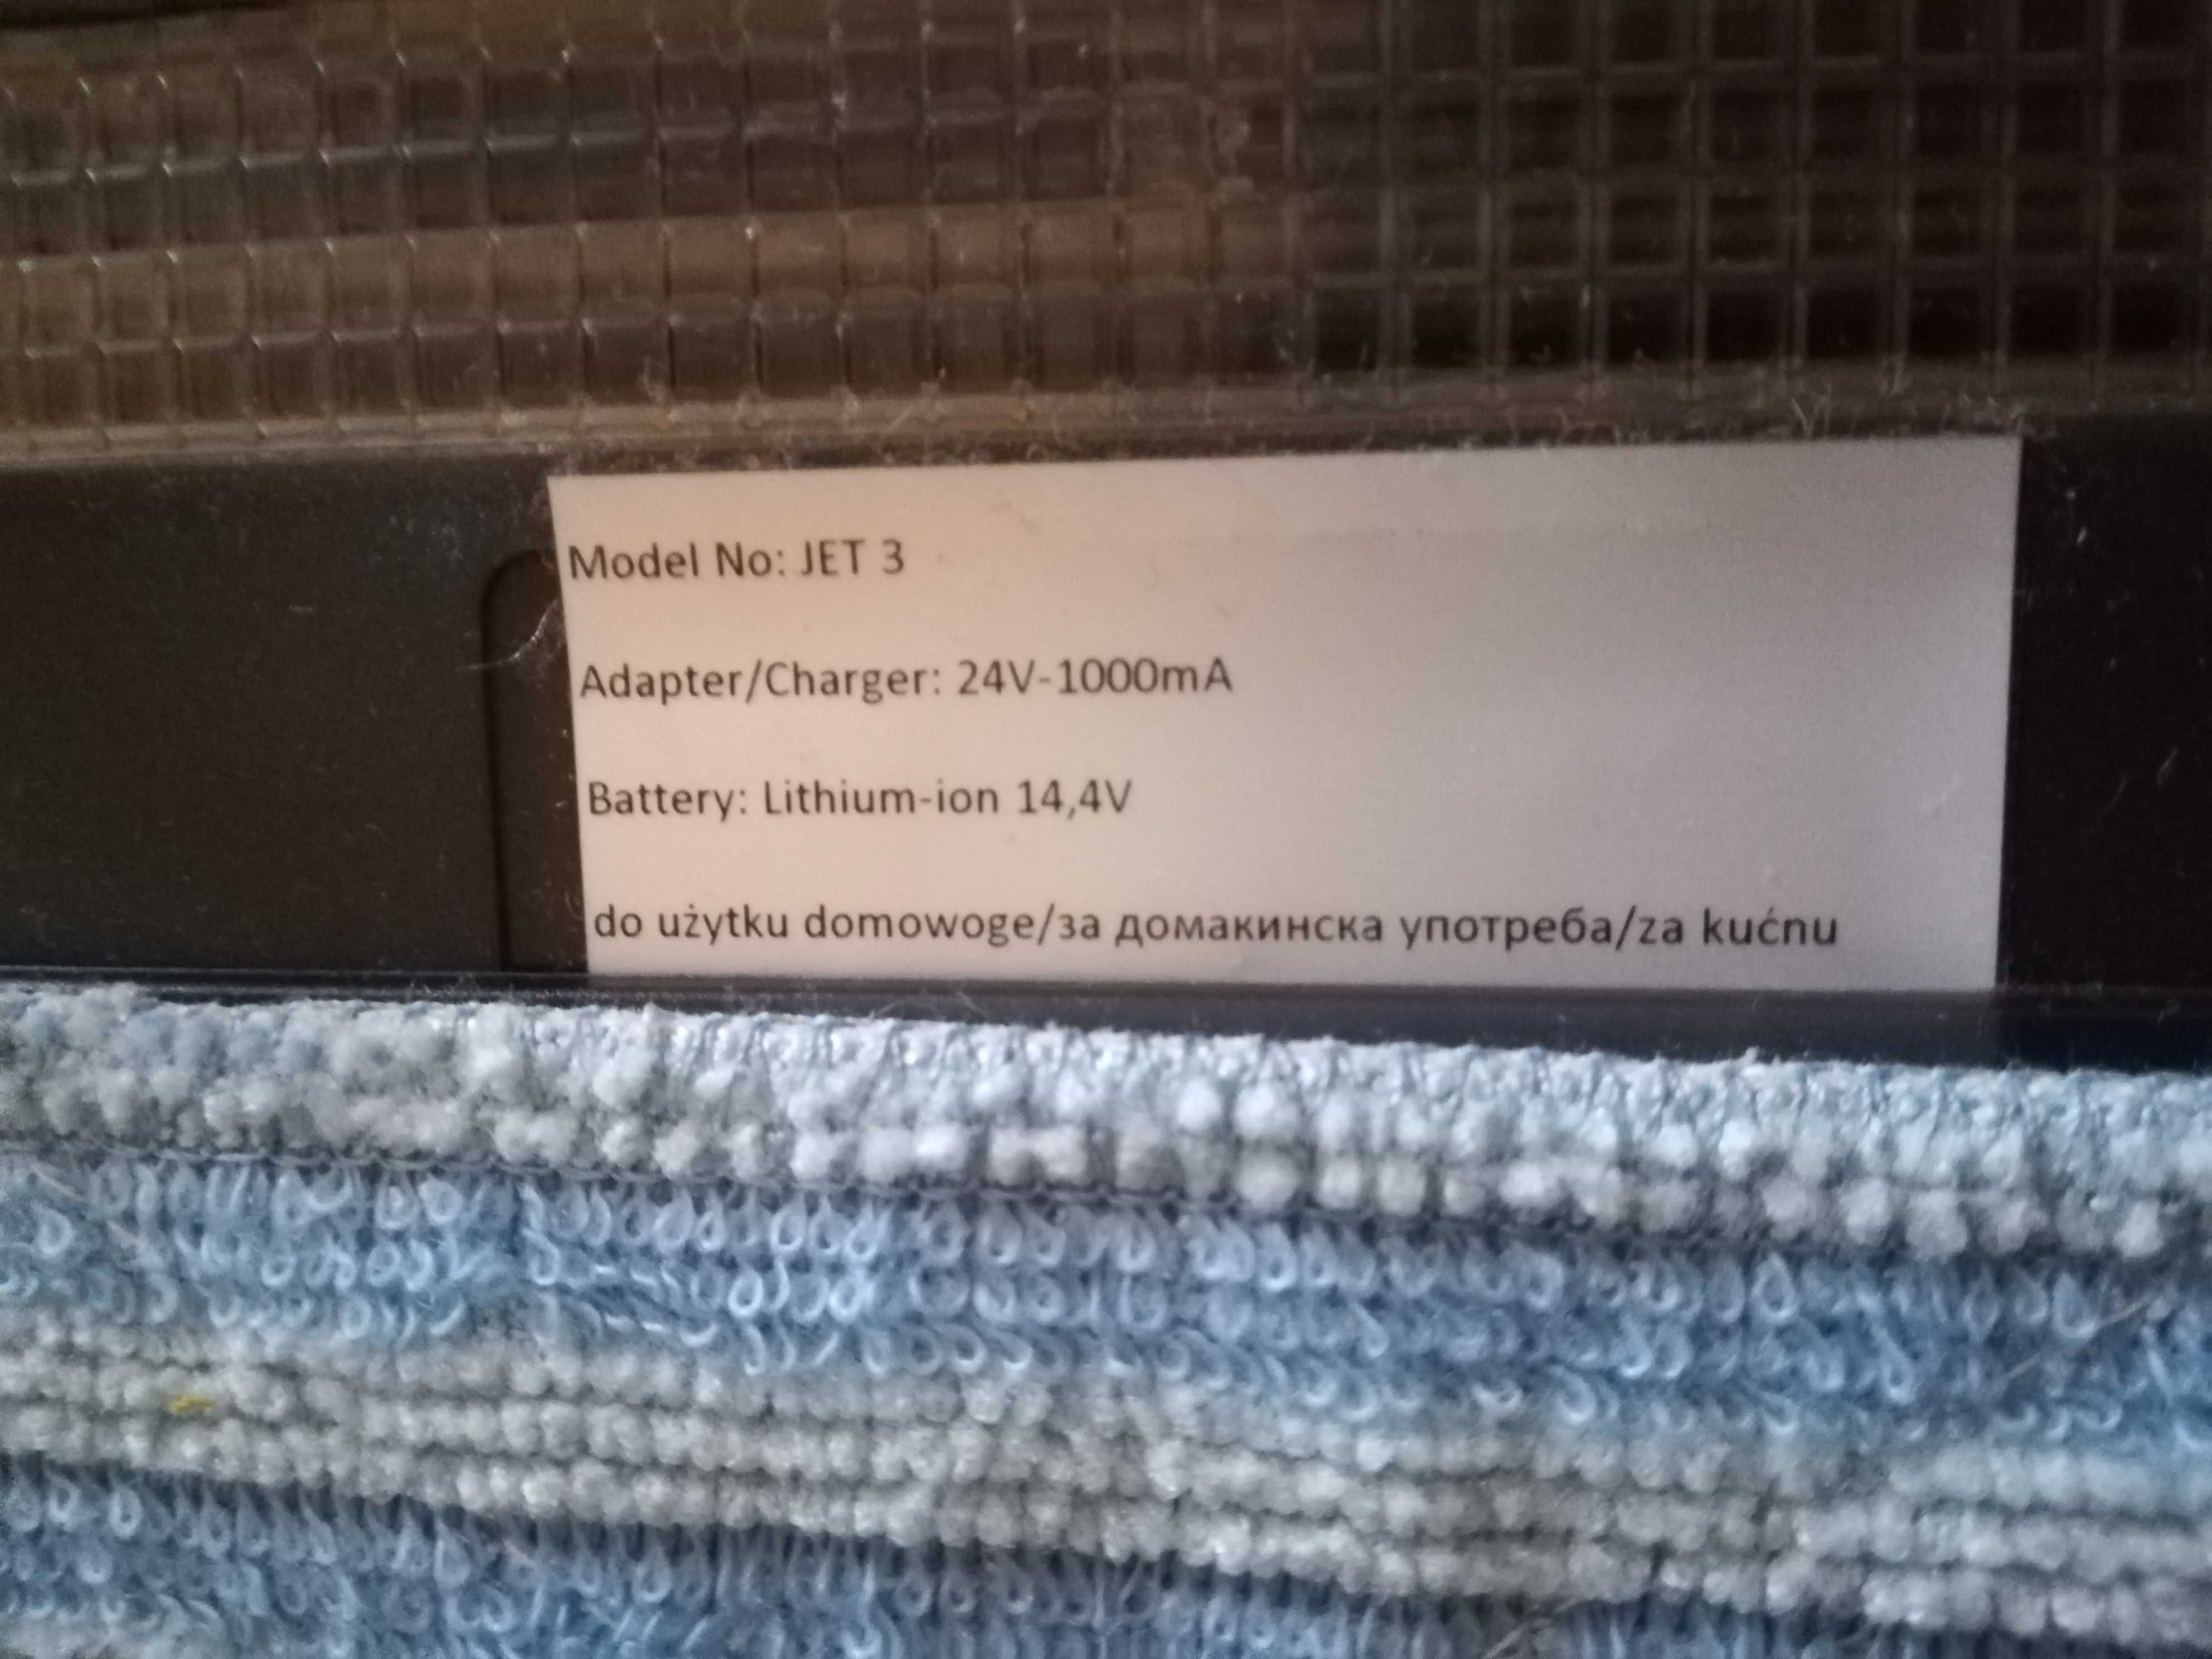 Model No: JET 3
Adapter/Charger: 24V-1000mA
Battery: Lithium-ion 14,4V
do użytku domowoge/за домакинска употреба/za kućnu